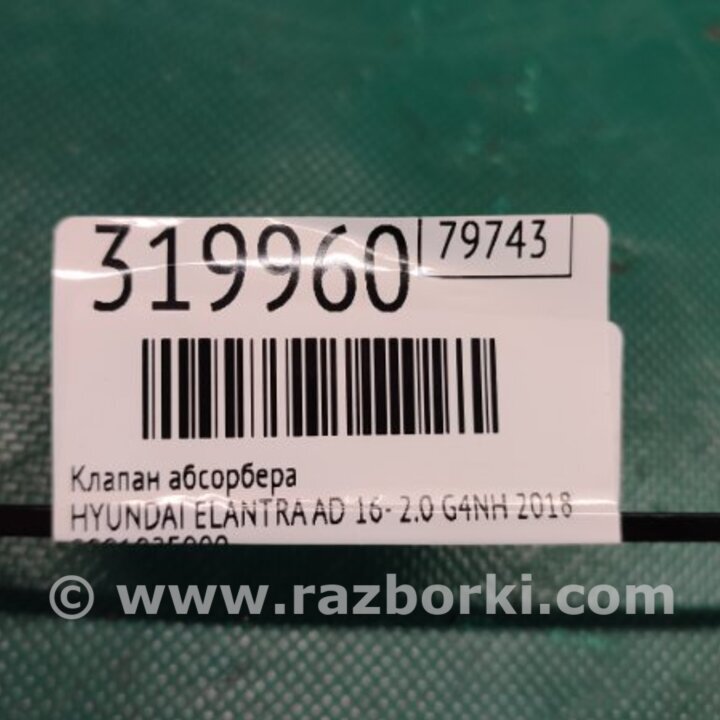 319960
79743
Клапан абсорбера
HYUNDAI ELANTRA AD 16- 2.0 G4NH 2018
© www.razborki.com